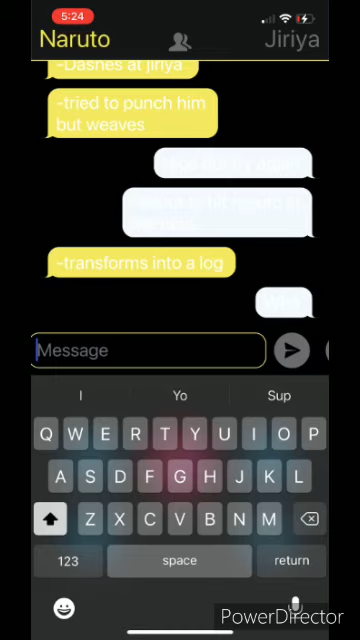 5:24
Naruto
Jiriya
-Dashes at jiriya
-tried to punch him
but weaves
-transforms into a log
Message
I Yo Sup
Q W E R T Y U I O P
A S D F G H J K L
Z X C V B N M
123 space return
PowerDirector